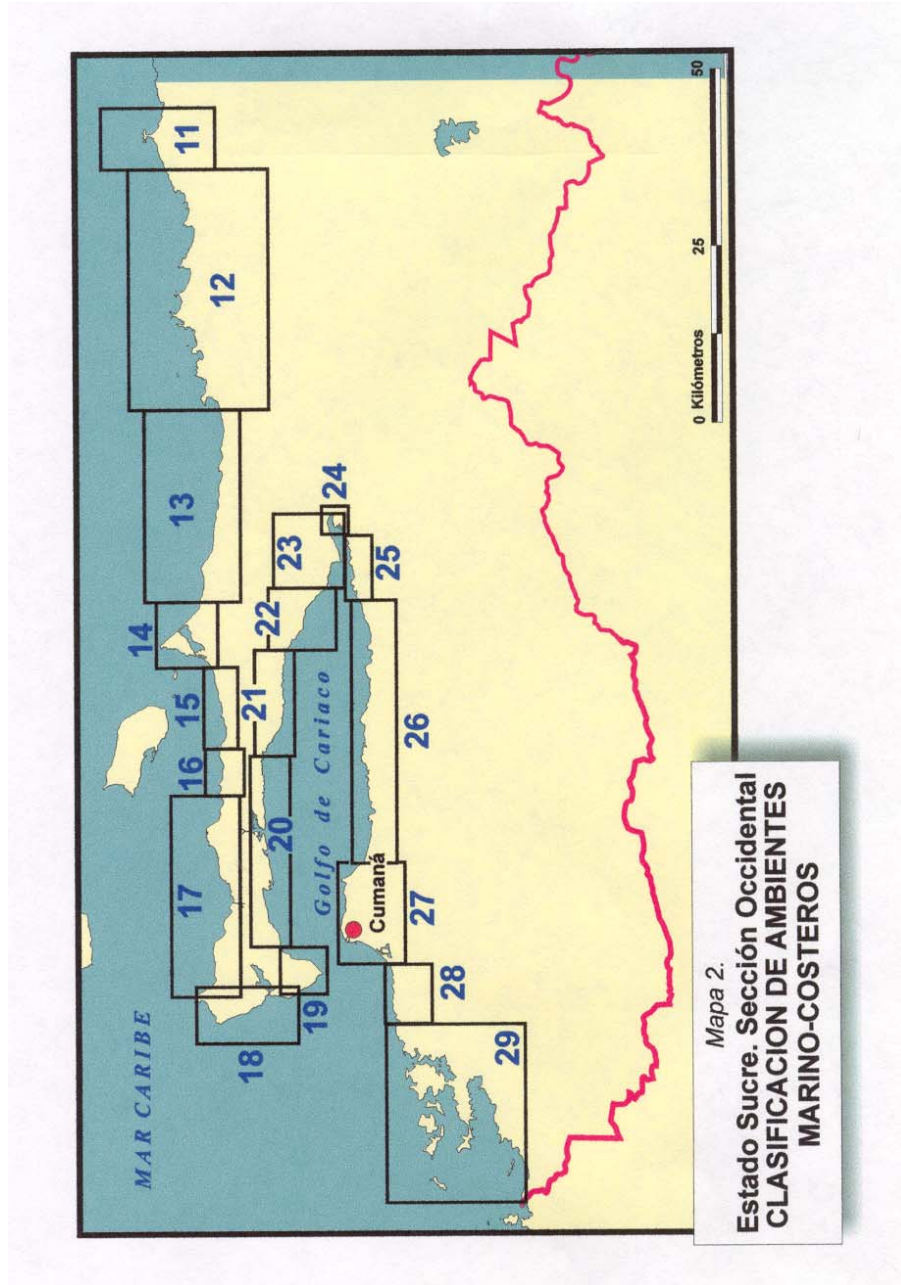 MAR CARIBE
11
12
13
14
15
16
17
18
19
20
21
22
23
24
25
26
27
28
29
Golfo de Cariaco
Cumaná
0 Kilómetros 25 50
Mapa 2.
Estado Sucre. Sección Occidental
CLASIFICACION DE AMBIENTES
MARINO-COSTEROS